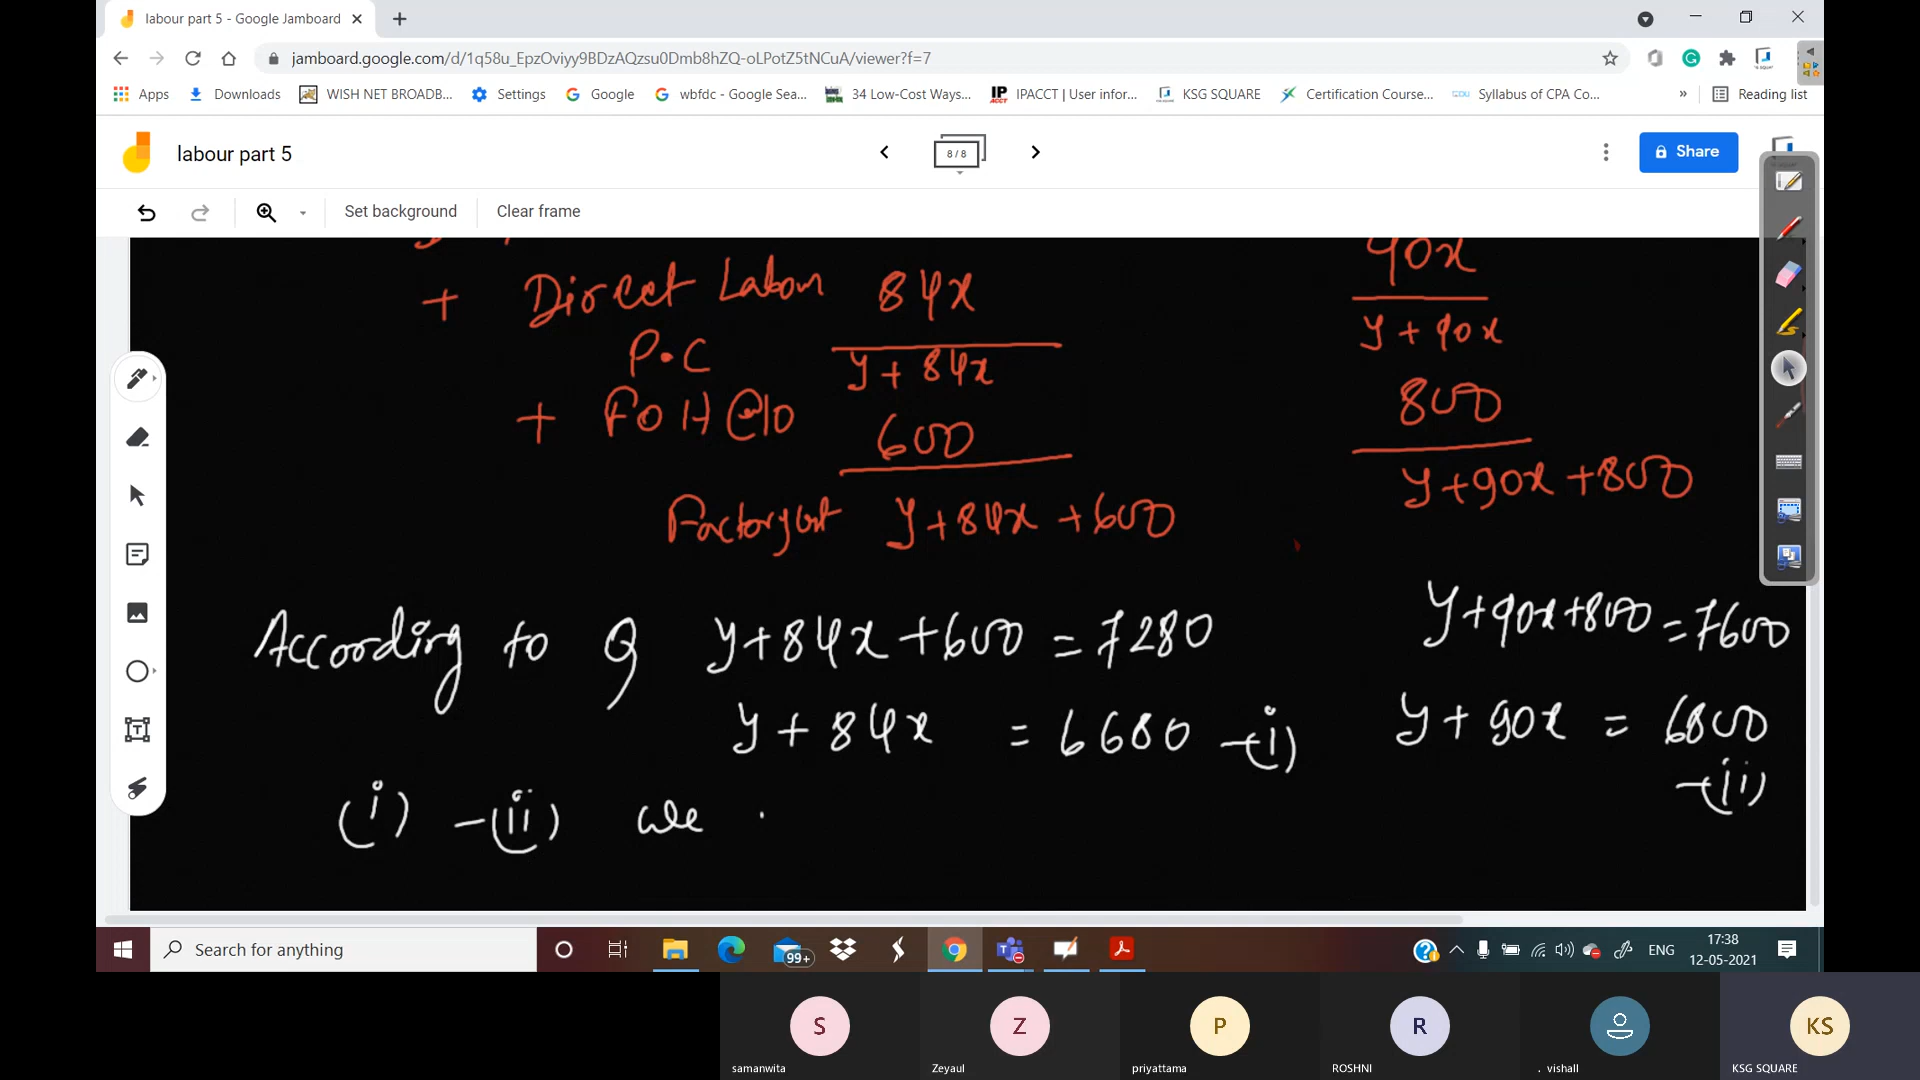 labour part 5 - Google Jamboard
jamboard.google.com/d/1q58u_EpzOviyy9BDzAQzsu0Dmb8hZQ-oLPotZ5tNCuA/viewer?f=7
Apps Downloads WISH NET BROADB... Settings Google wbfdc - Google Sea... 34 Low-Cost Ways... IPACCT | User infor... KSG SQUARE Certification Course... Syllabus of CPA Co... » Reading list
labour part 5
8 / 8
Share
Set background Clear frame
90x
+ Direct Labour 84x
y + 90x
P.C y + 84x
800
+ FOH @10 600
y+90x+800
Factory Cost y+84x+600
According to Q y+84x+600 = 7280 y+90x+800 = 7600
y + 84x = 6680 -(i) y + 90x = 6800
-(ii)
(i) -(ii) we
Search for anything
99+
ENG
17:38
12-05-2021
S Z P R KS
samanwita Zeyaul priyattama ROSHNI . vishall KSG SQUARE